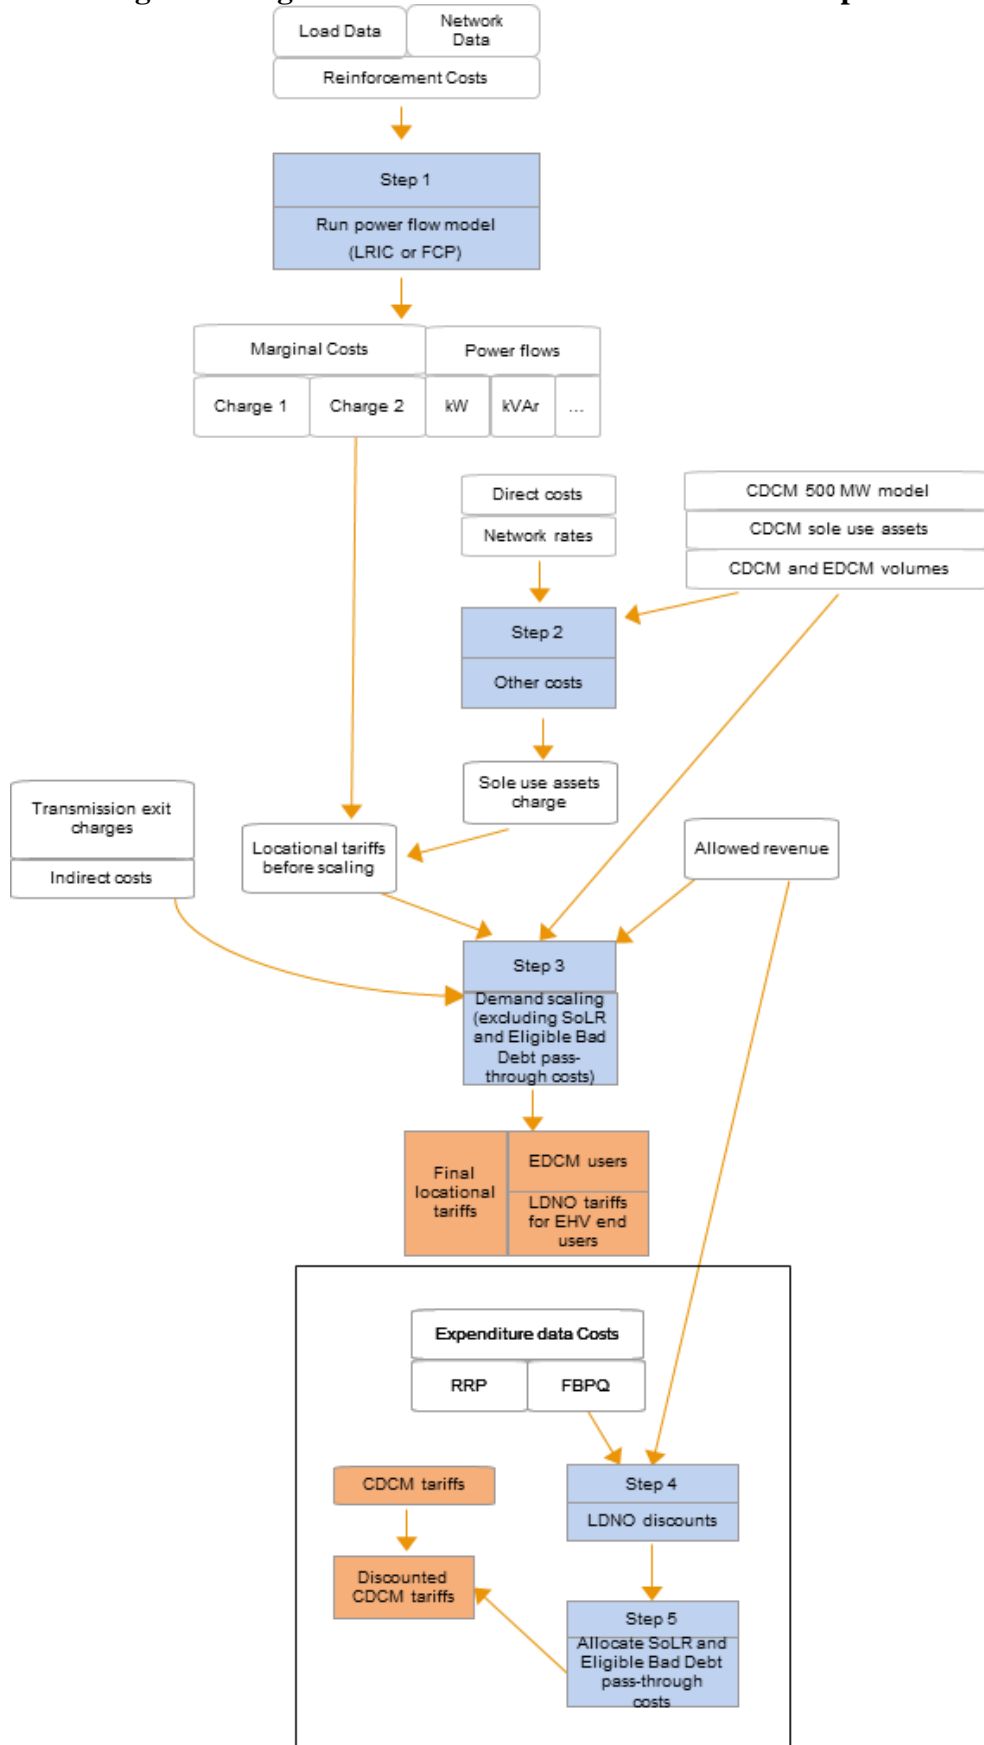 Load Data
Network
Data
Reinforcement Costs
Step 1
Run power flow model
(LRIC or FCP)
Marginal Costs
Power flows
Charge 1
Charge 2
kW
kVAr
...
Direct costs
Network rates
CDCM 500 MW model
CDCM sole use assets
CDCM and EDCM volumes
Step 2
Other costs
Sole use assets
charge
Transmission exit
charges
Indirect costs
Locational tariffs
before scaling
Allowed revenue
Step 3
Demand scaling
(excluding SoLR
and Eligible Bad
Debt pass-
through costs)
Final
locational
tariffs
EDCM users
LDNO tariffs
for EHV end
users
Expenditure data Costs
RRP
FBPQ
CDCM tariffs
Step 4
LDNO discounts
Discounted
CDCM tariffs
Step 5
Allocate SoLR and
Eligible Bad Debt
pass-through
costs